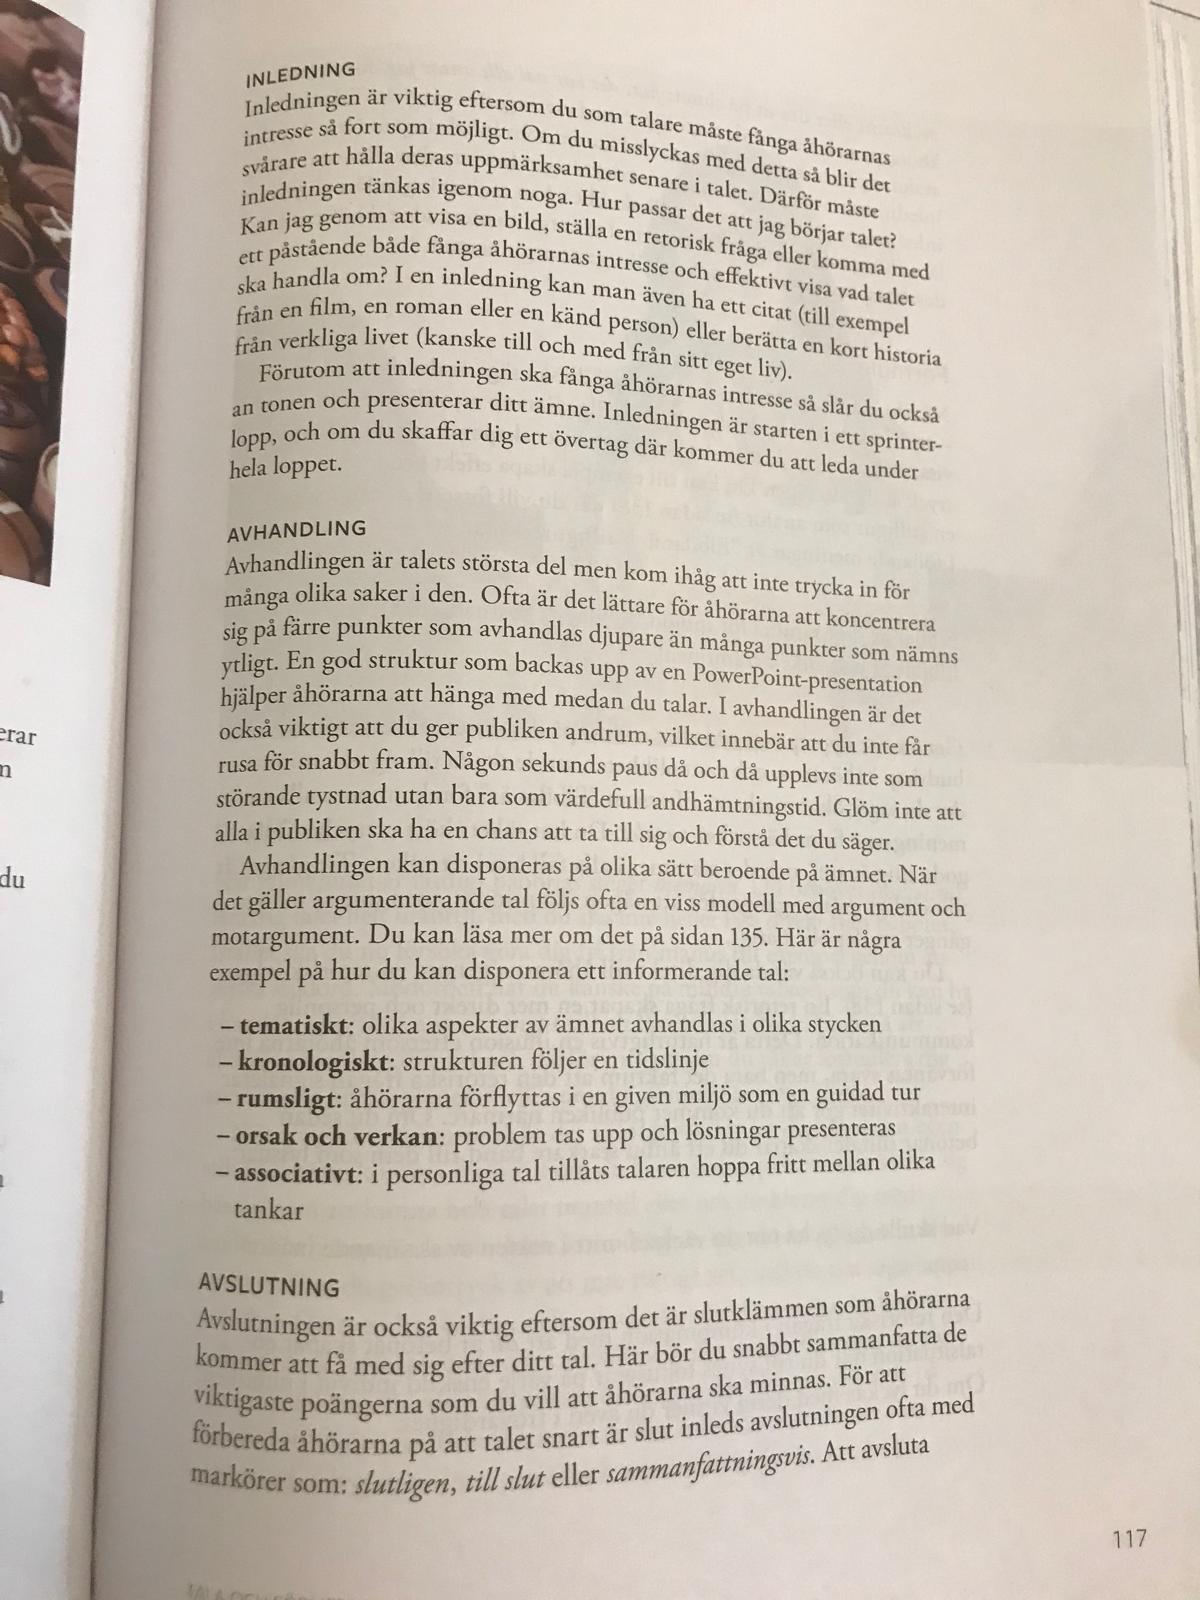 INLEDNING
Inledningen är viktig eftersom du som talare måste fånga åhörarnas
intresse så fort som möjligt. Om du misslyckas med detta så blir det
svårare att hålla deras uppmärksamhet senare i talet. Därför måste
inledningen tänkas igenom noga. Hur passar det att jag börjar talet?
Kan jag genom att visa en bild, ställa en retorisk fråga eller komma med
ett påstående både fånga åhörarnas intresse och effektivt visa vad talet
ska handla om? I en inledning kan man även ha ett citat (till exempel
från en film, en roman eller en känd person) eller berätta en kort historia
från verkliga livet (kanske till och med från sitt eget liv).
Förutom att inledningen ska fånga åhörarnas intresse så slår du också
an tonen och presenterar ditt ämne. Inledningen är starten i ett sprinter-
lopp, och om du skaffar dig ett övertag där kommer du att leda under
hela loppet.
AVHANDLING
Avhandlingen är talets största del men kom ihåg att inte trycka in för
många olika saker i den. Ofta är det lättare för åhörarna att koncentrera
sig på färre punkter som avhandlas djupare än många punkter som nämns
ytligt. En god struktur som backas upp av en PowerPoint-presentation
hjälper åhörarna att hänga med medan du talar. I avhandlingen är det
också viktigt att du ger publiken andrum, vilket innebär att du inte får
rusa för snabbt fram. Någon sekunds paus då och då upplevs inte som
störande tystnad utan bara som värdefull andhämtningstid. Glöm inte att
alla i publiken ska ha en chans att ta till sig och förstå det du säger.
Avhandlingen kan disponeras på olika sätt beroende på ämnet. När
det gäller argumenterande tal följs ofta en viss modell med argument och
motargument. Du kan läsa mer om det på sidan 135. Här är några
exempel på hur du kan disponera ett informerande tal:
– tematiskt: olika aspekter av ämnet avhandlas i olika stycken
– kronologiskt: strukturen följer en tidslinje
– rumsligt: åhörarna förflyttas i en given miljö som en guidad tur
– orsak och verkan: problem tas upp och lösningar presenteras
– associativt: i personliga tal tillåts talaren hoppa fritt mellan olika
tankar
AVSLUTNING
Avslutningen är också viktig eftersom det är slutklämmen som åhörarna
kommer att få med sig efter ditt tal. Här bör du snabbt sammanfatta de
viktigaste poängerna som du vill att åhörarna ska minnas. För att
förbereda åhörarna på att talet snart är slut inleds avslutningen ofta med
markörer som: slutligen, till slut eller sammanfattningsvis. Att avsluta
117
du